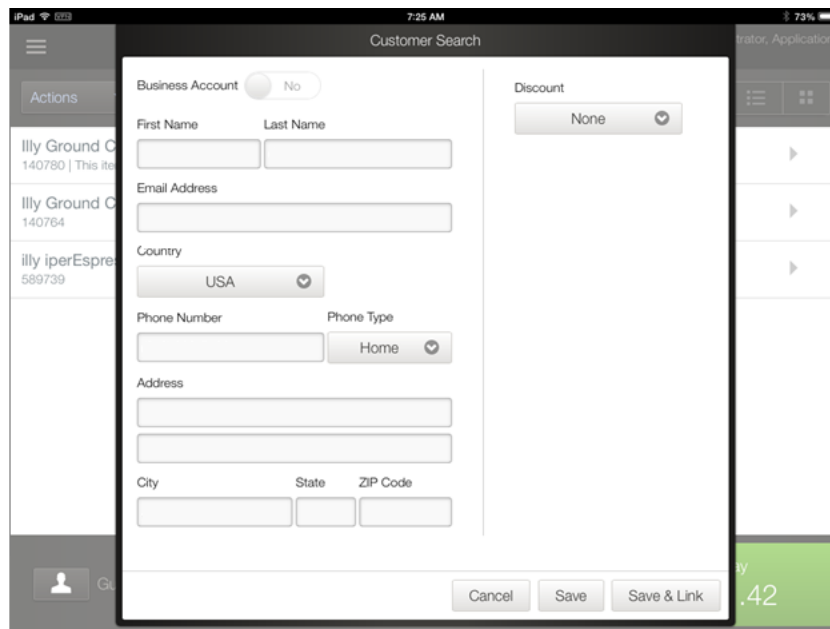 iPad 7:25 AM 73%
Customer Search
trator, Application
Actions
Business Account No
Discount
None
First Name Last Name
Illy Ground C
140780 | This ite
Email Address
Illy Ground C
140764
Country
USA
illy iperEspre
589739
Phone Number Phone Type
Home
Address
City State ZIP Code
Gu
Cancel Save Save & Link
ay
.42